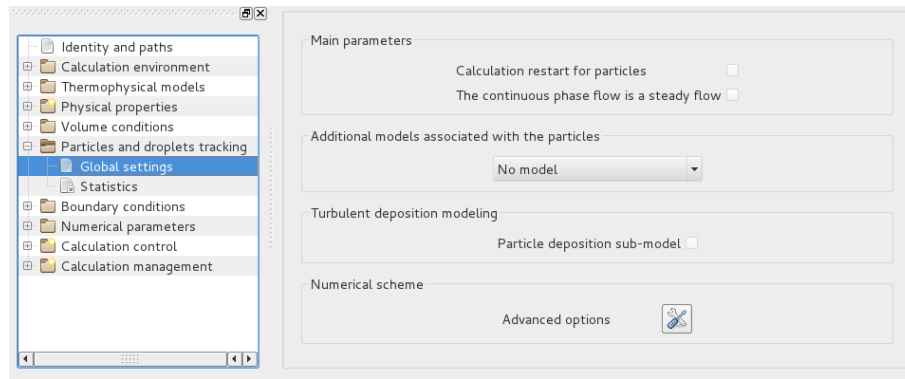 Identity and paths
Calculation environment
Thermophysical models
Physical properties
Volume conditions
Particles and droplets tracking
Global settings
Statistics
Boundary conditions
Numerical parameters
Calculation control
Calculation management
Main parameters
Calculation restart for particles
The continuous phase flow is a steady flow
Additional models associated with the particles
No model
Turbulent deposition modeling
Particle deposition sub-model
Numerical scheme
Advanced options